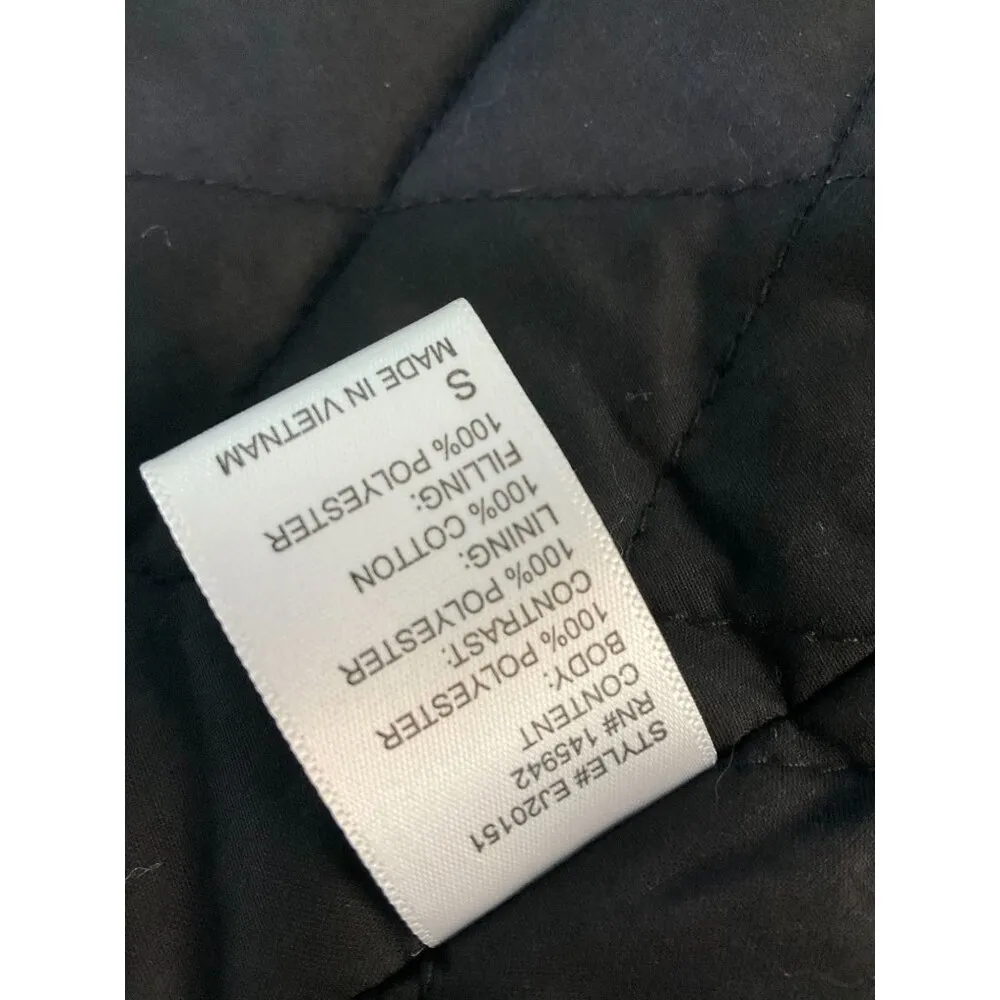 STYLE# EJ20151
RN# 145942
CONTENT
BODY:
100% POLYESTER
CONTRAST:
100% POLYESTER
LINING:
100% COTTON
FILLING:
100% POLYESTER
S
MADE IN VIETNAM